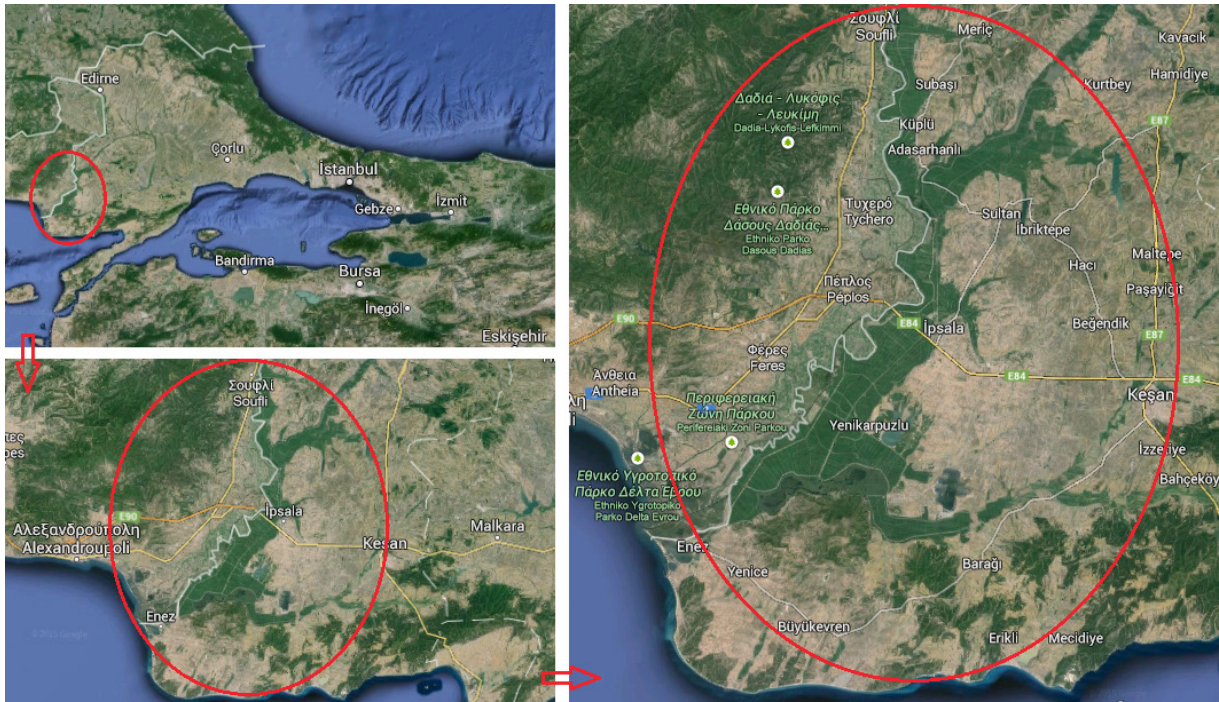 Edirne
Çorlu
İstanbul
Gebze
İzmit
Bandırma
Bursa
İnegöl
Eskişehir
Σουφλί
Soufli
E90
Αλεξανδρούπολη
Alexandroupoli
İpsala
Keşan
Malkara
Enez
Σουφλί
Soufli
Meriç
Kavacık
Subaşı
Kurtbey
Hamidiye
Δαδιά - Λυκόφις
- Λευκίμη
Dadia-Lykofis-Lefkimmi
Küplü
E87
Adasarhanlı
Εθνικό Πάρκο
Δάσους Δαδιάς...
Ethniko Parko
Dasous Dadias
Τυχερό
Tychero
Sultan
İbriktepe
Hacı
Maltepe
Paşayiğit
Πέπλος
Peplos
E90
E84
İpsala
Beğendik
E87
Φέρες
Feres
E84
E84
Άνθεια
Antheia
Keşan
Περιφερειακή
Ζώνη Πάρκου
Perifereiaki Zoni Parkou
Yenikarpuzlu
İzzetiye
Bahçeköy
Εθνικό Υγροτοπικό
Πάρκο Δέλτα Έβρου
Ethniko Ygrotopiko
Parko Delta Evrou
Enez
Yenice
Barağı
Büyükevren
Erikli
Mecidiye